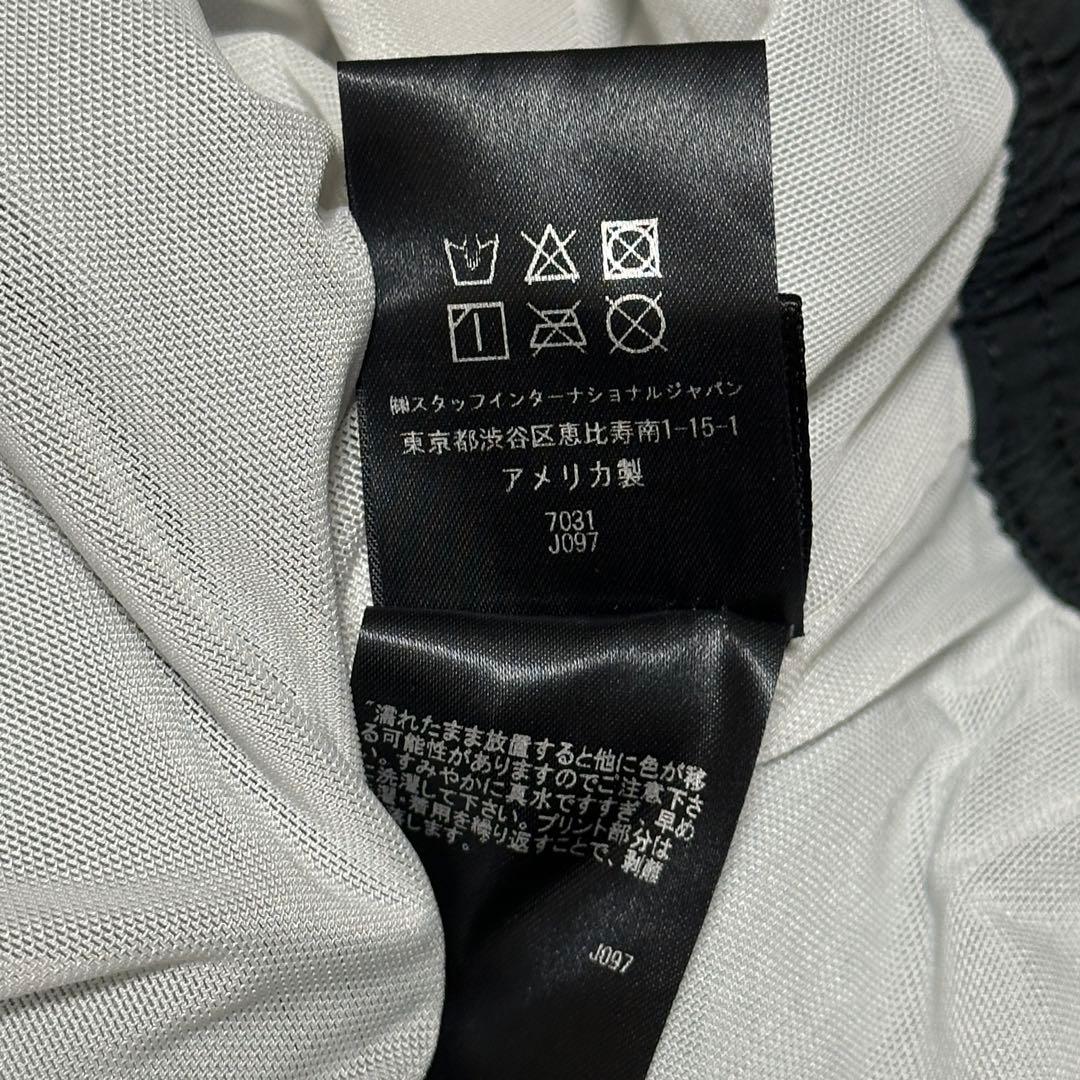 ㈱スタッフインターナショナルジャパン
東京都渋谷区恵比寿南1-15-1
アメリカ製
7031
J097
濡れたまま放置すると他に色が移
る可能性がありますのでご注意下さ
い。すみやかに真水ですすぎ、早め
に洗濯して下さい。プリント部分は
洗濯・着用を繰り返すことで、剥離
します。
J097